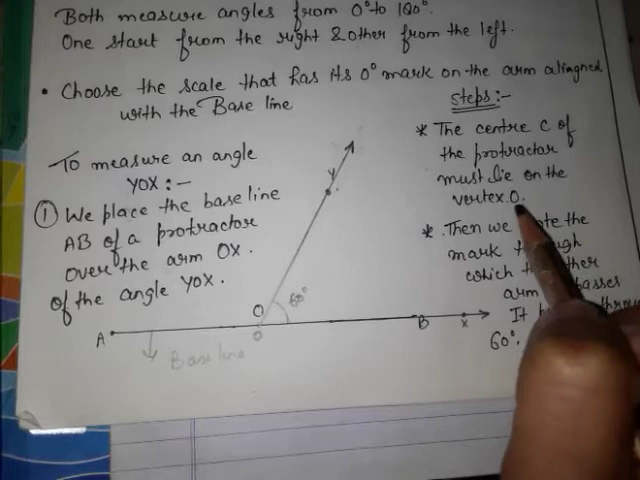 Both measure angles from 0° to 180°.
One start from the right & other from the left.
• Choose the scale that has its 0° mark on the arm alingned
with the Base line
To measure an angle
YOX :-
① We place the base line
AB of a protractor
over the arm OX.
of the angle YOX.
steps:-
* The centre C of
the protractor
must lie on the
vertex O.
* Then we the
mark
which
arm passes
It
60°.
Y
O
60°
A
O
B
x
Base line